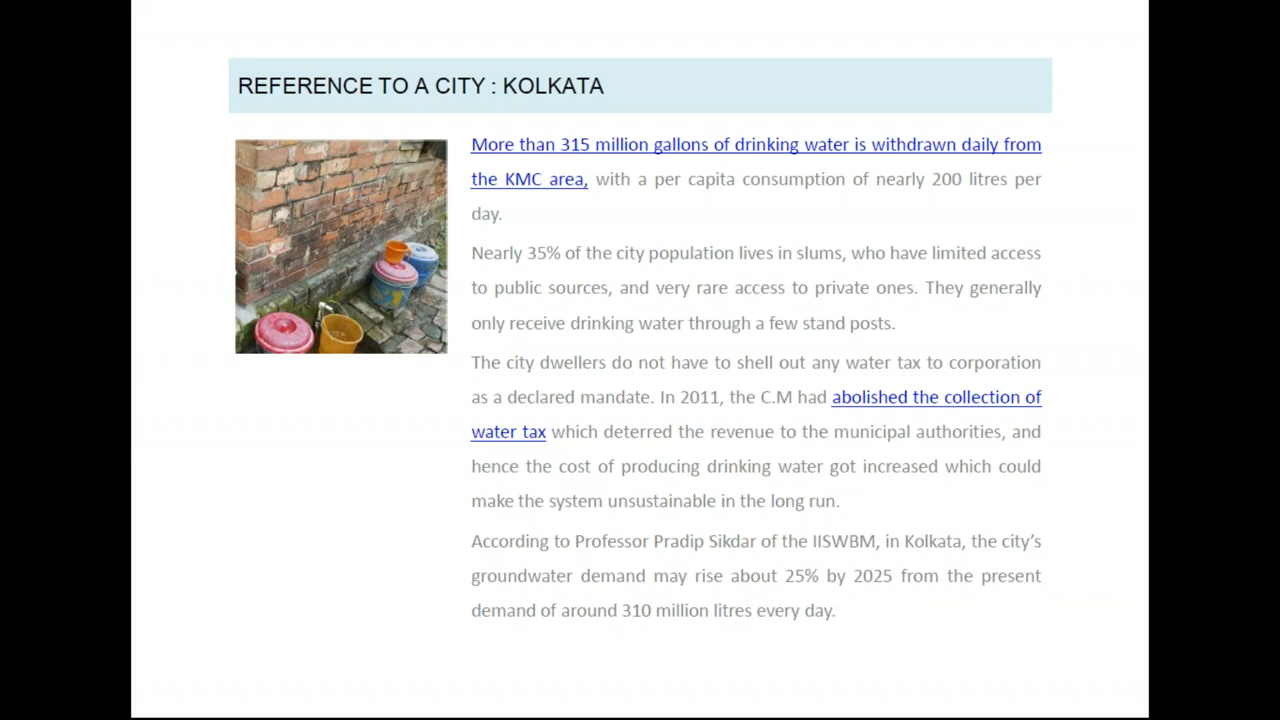 REFERENCE TO A CITY : KOLKATA
More than 315 million gallons of drinking water is withdrawn daily from
the KMC area, with a per capita consumption of nearly 200 litres per
day.
Nearly 35% of the city population lives in slums, who have limited access
to public sources, and very rare access to private ones. They generally
only receive drinking water through a few stand posts.
The city dwellers do not have to shell out any water tax to corporation
as a declared mandate. In 2011, the C.M had abolished the collection of
water tax which deterred the revenue to the municipal authorities, and
hence the cost of producing drinking water got increased which could
make the system unsustainable in the long run.
According to Professor Pradip Sikdar of the IISWBM, in Kolkata, the city's
groundwater demand may rise about 25% by 2025 from the present
demand of around 310 million litres every day.